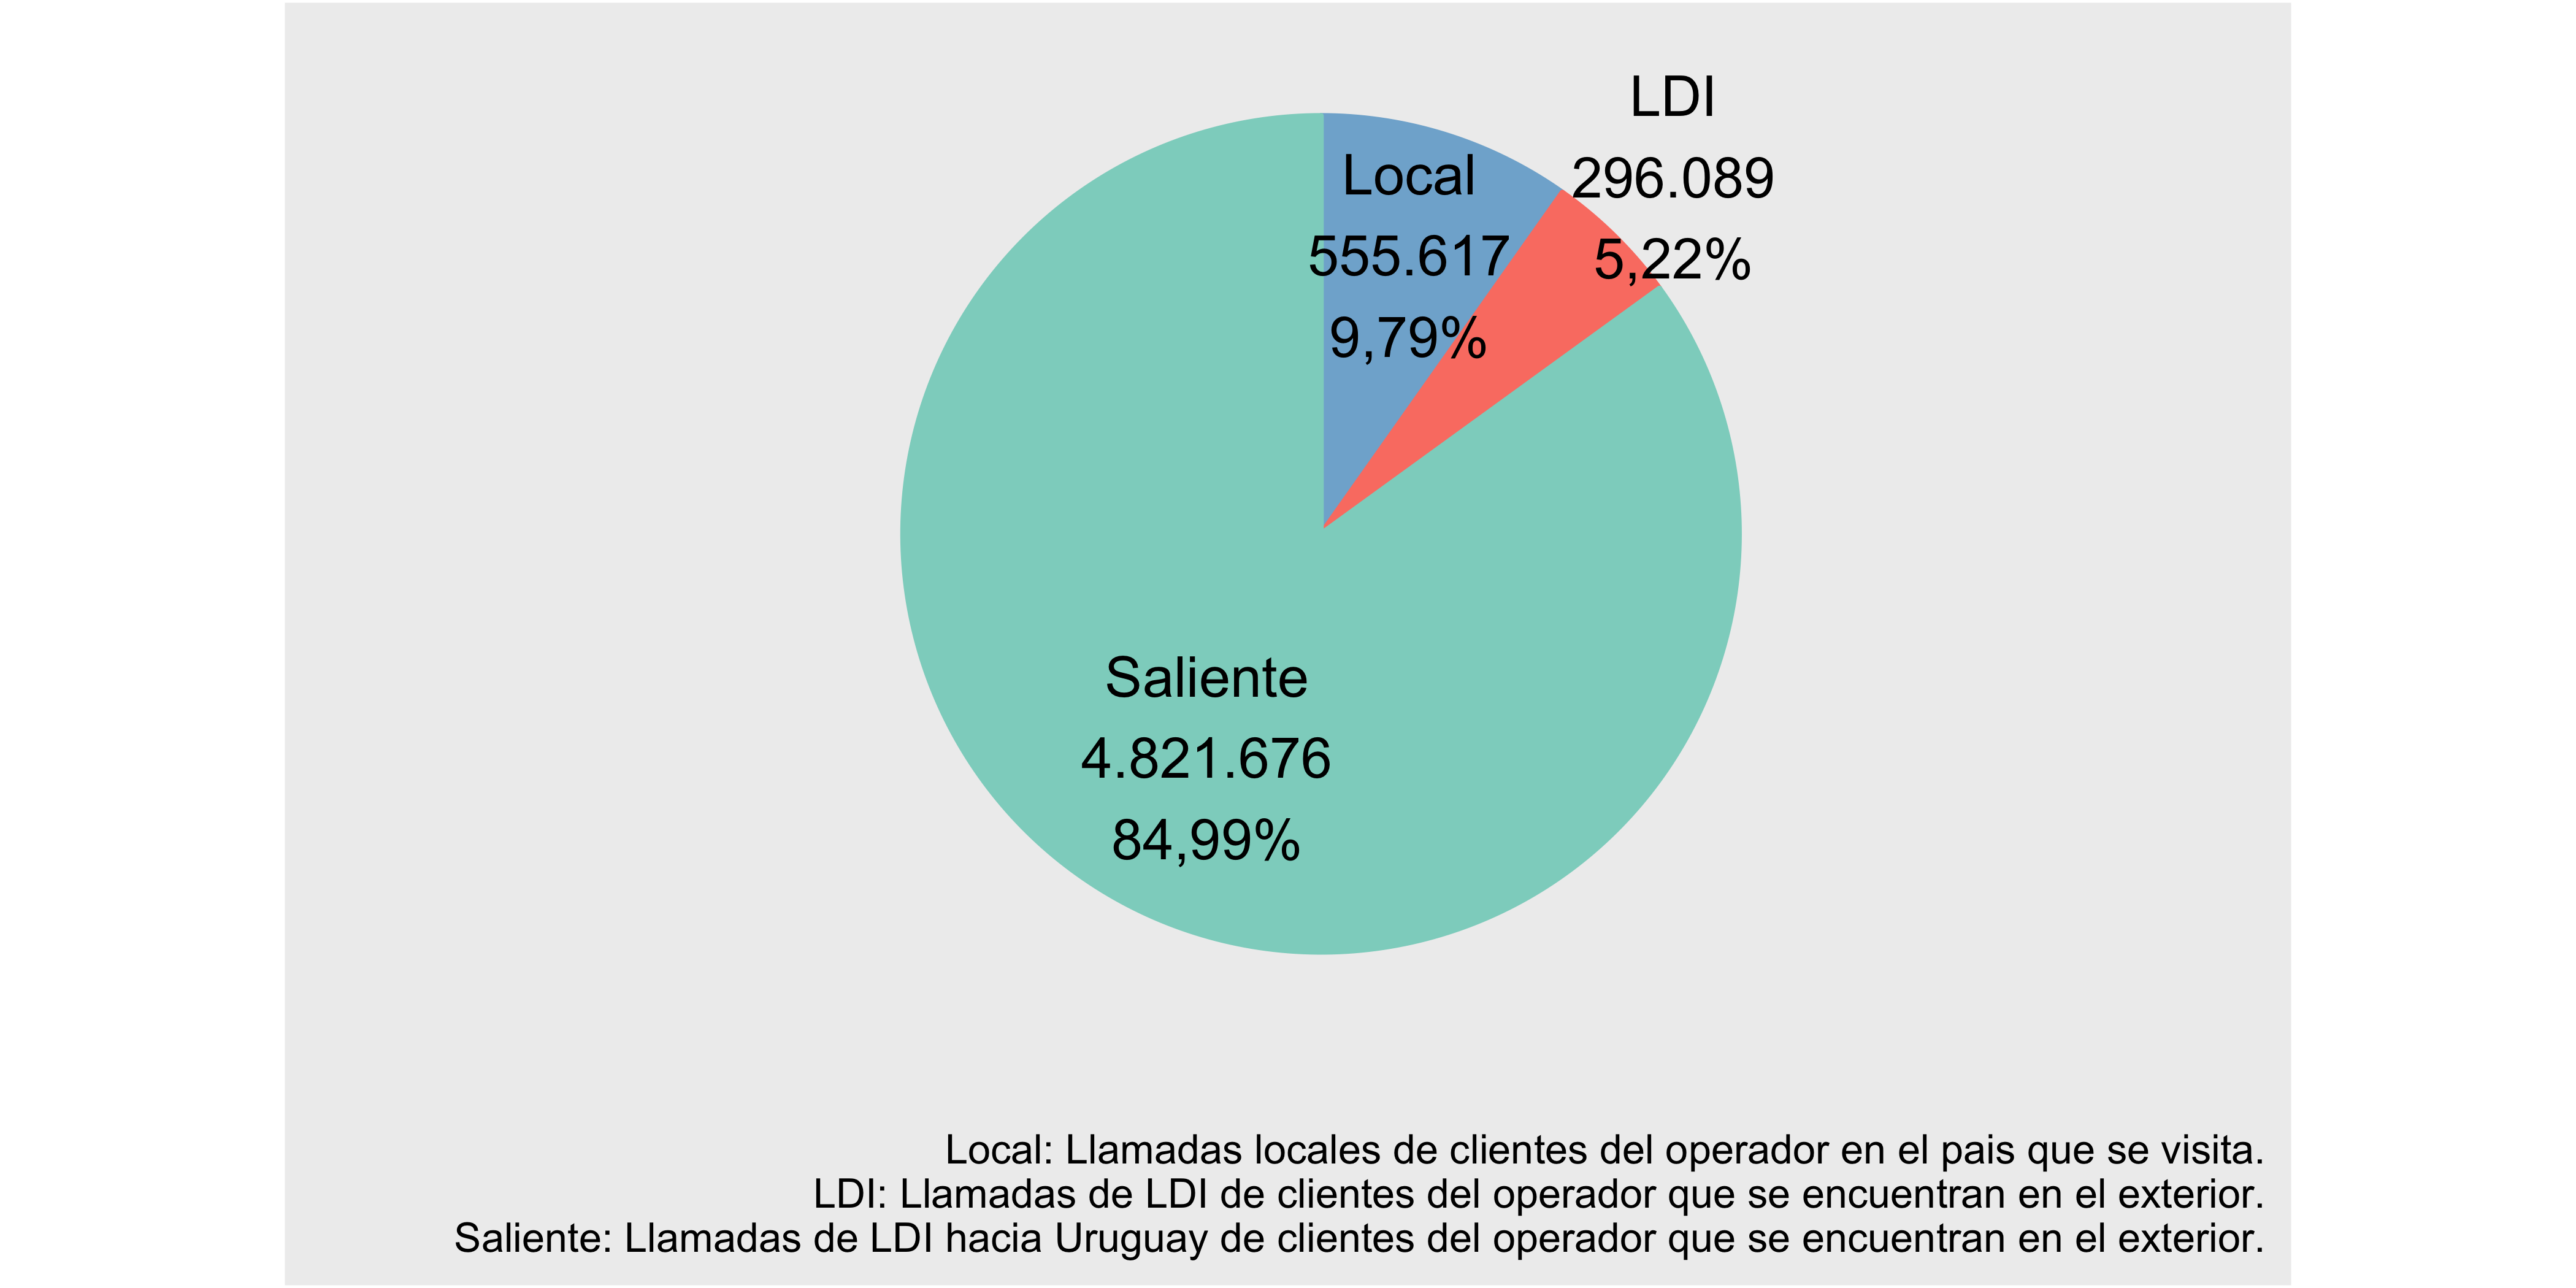 LDI
296.089
5,22%
Local
555.617
9,79%
Saliente
4.821.676
84,99%
Local: Llamadas locales de clientes del operador en el pais que se visita.
LDI: Llamadas de LDI de clientes del operador que se encuentran en el exterior.
Saliente: Llamadas de LDI hacia Uruguay de clientes del operador que se encuentran en el exterior.